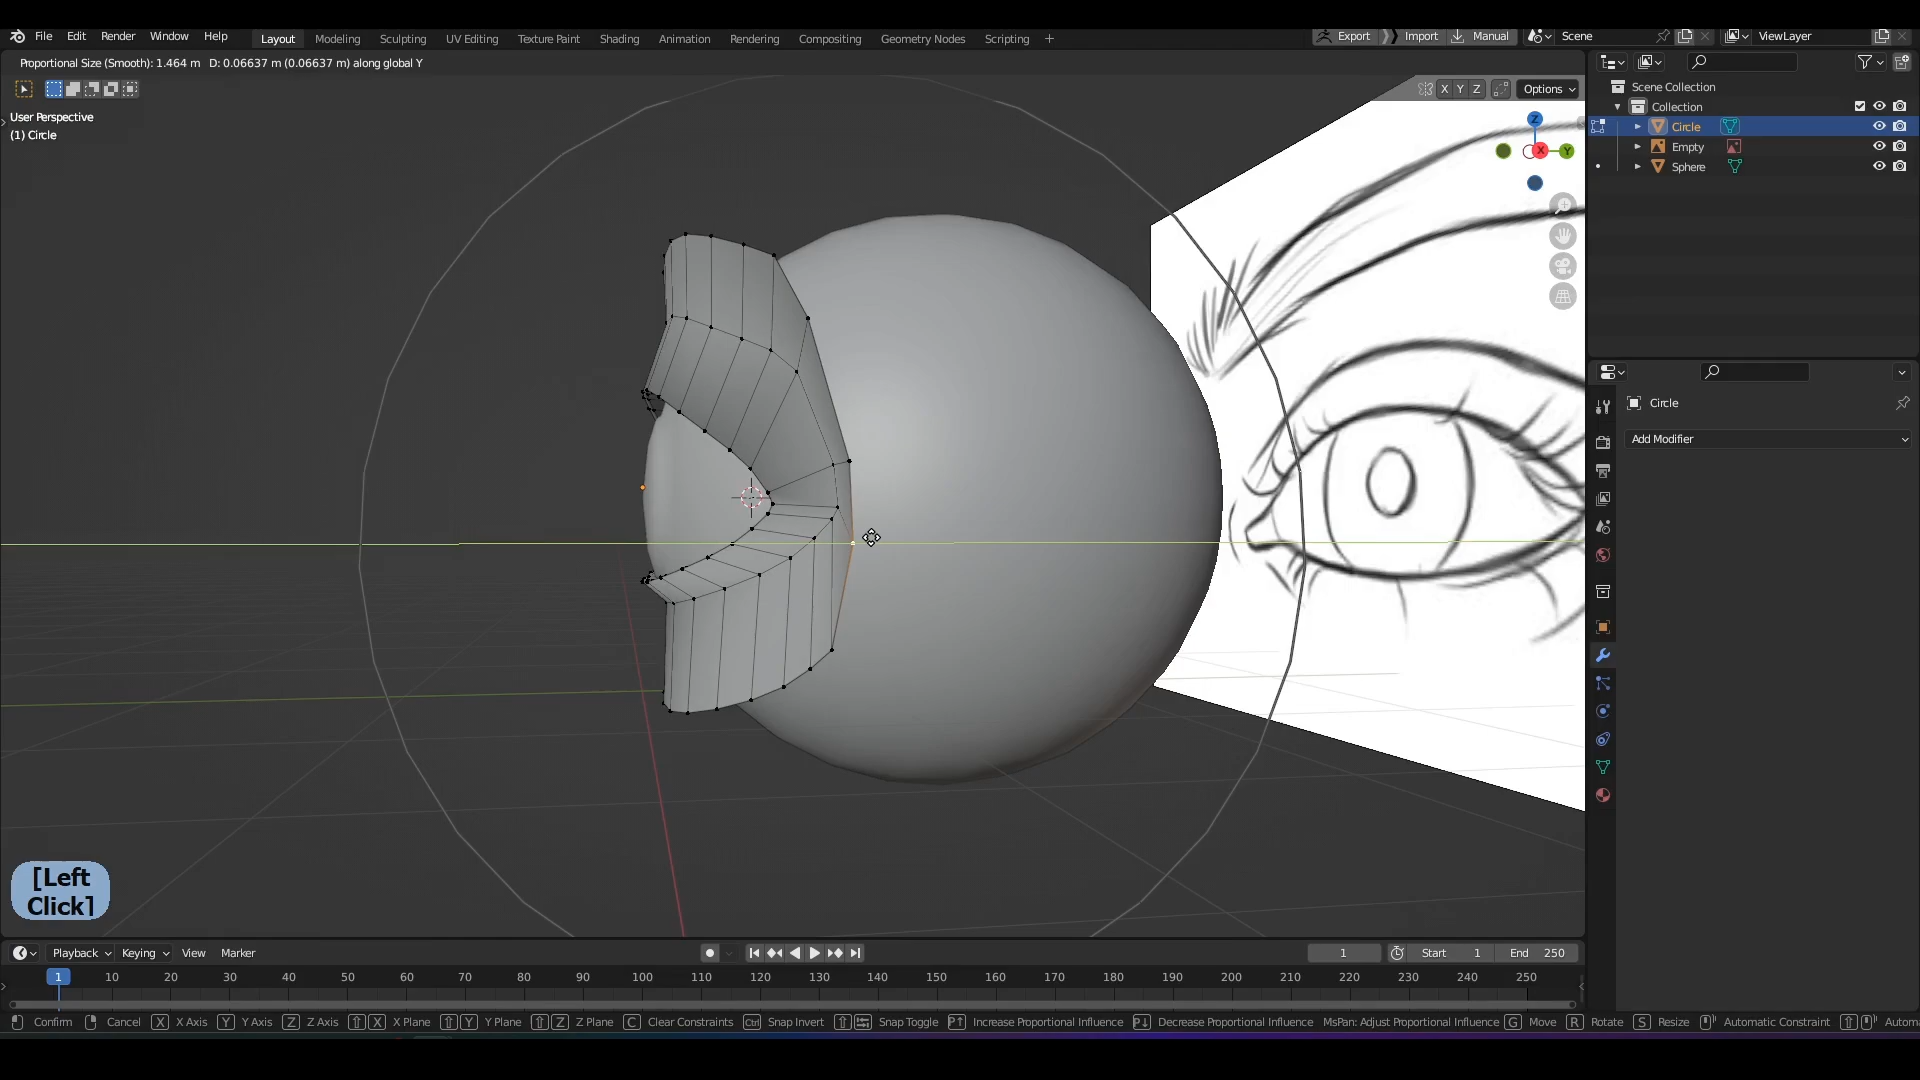 File Edit Render Window Help Layout Modeling Sculpting UV Editing Texture Paint Shading Animation Rendering Compositing Geometry Nodes Scripting + Export Import Manual Scene ViewLayer
Proportional Size (Smooth): 1.464 m D: 0.06637 m (0.06637 m) along global Y
X Y Z Options
User Perspective
(1) Circle
Z
X Y
Scene Collection
Collection
Circle
Empty
Sphere
Circle
Add Modifier
[Left
Click]
Playback Keying View Marker 1 Start 1 End 250
1 10 20 30 40 50 60 70 80 90 100 110 120 130 140 150 160 170 180 190 200 210 220 230 240 250
Confirm Cancel X X Axis Y Y Axis Z Z Axis X X Plane Y Y Plane Z Z Plane C Clear Constraints Ctrl Snap Invert Snap Toggle P↑ Increase Proportional Influence P↓ Decrease Proportional Influence MsPan: Adjust Proportional Influence G Move R Rotate S Resize Automatic Constraint Autom